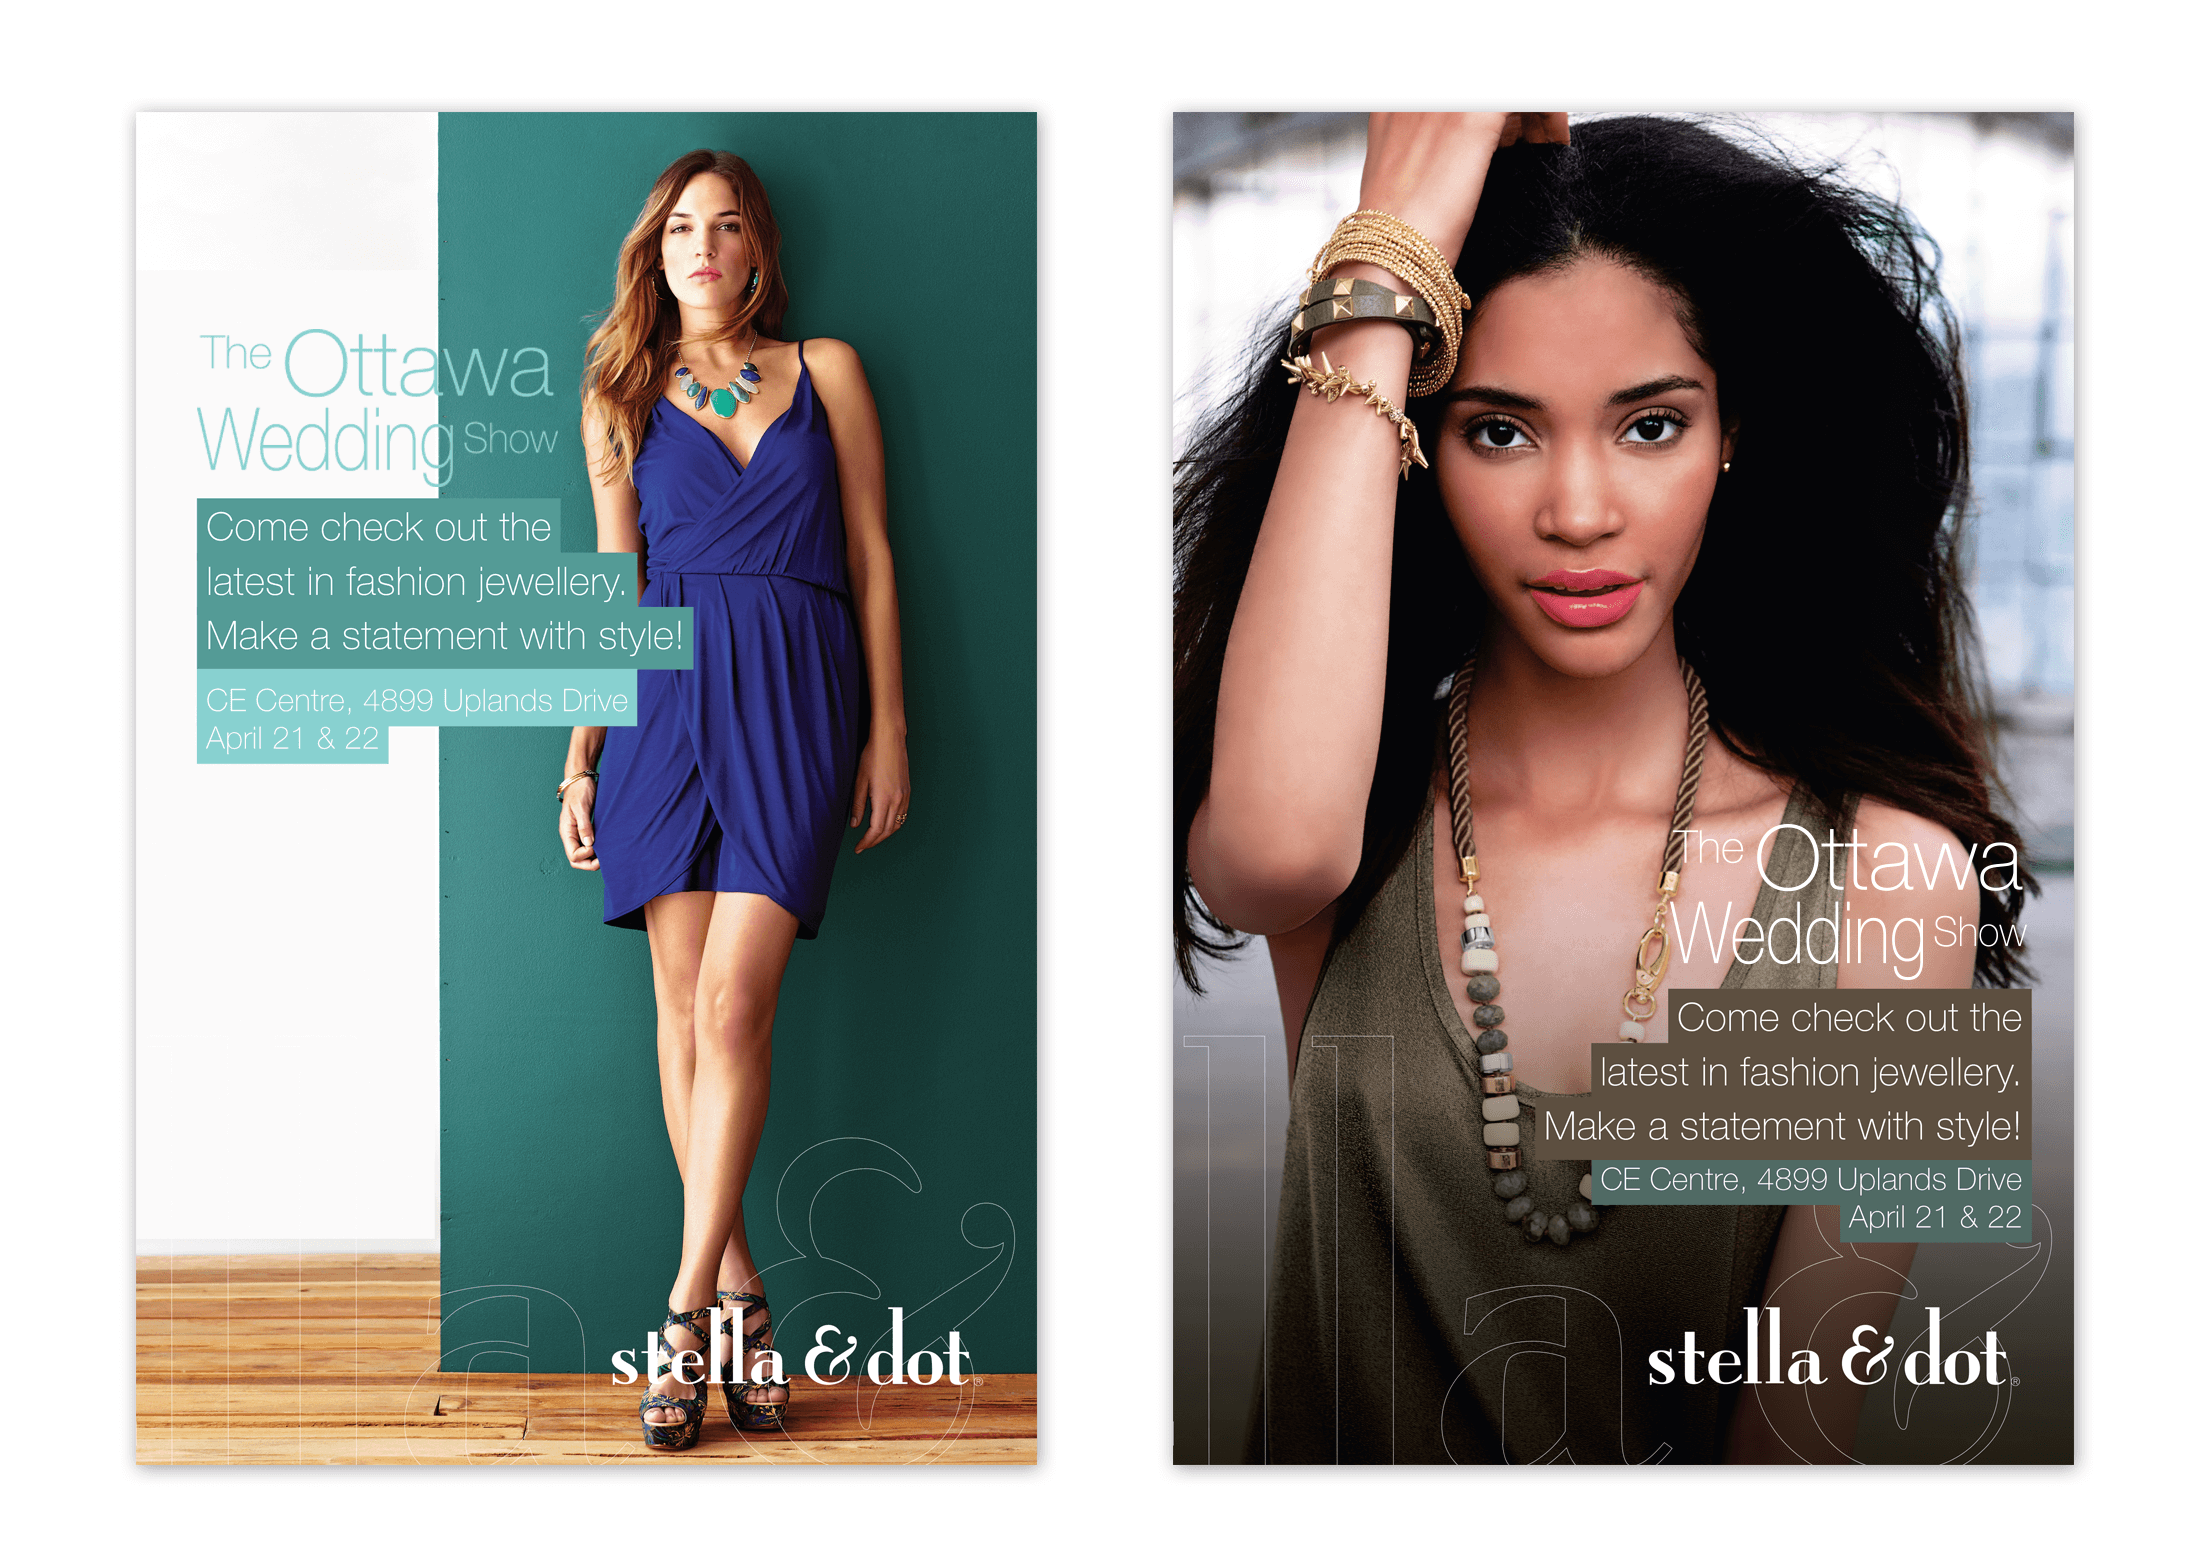 The Ottawa
Wedding Show
Come check out the
latest in fashion jewellery.
Make a statement with style!
CE Centre, 4899 Uplands Drive
April 21 & 22
a &
stella & dot®
The Ottawa
Wedding Show
Come check out the
latest in fashion jewellery.
Make a statement with style!
CE Centre, 4899 Uplands Drive
April 21 & 22
lla &
stella & dot®